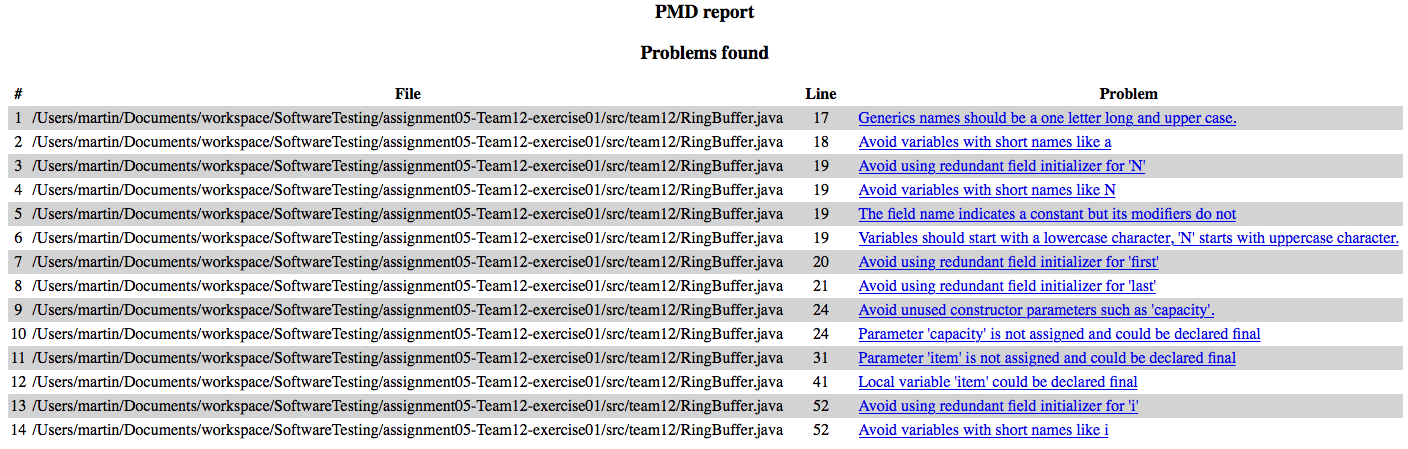 PMD report
Problems found
# File Line Problem
1 /Users/martin/Documents/workspace/SoftwareTesting/assignment05-Team12-exercise01/src/team12/RingBuffer.java 17 Generics names should be a one letter long and upper case.
2 /Users/martin/Documents/workspace/SoftwareTesting/assignment05-Team12-exercise01/src/team12/RingBuffer.java 18 Avoid variables with short names like a
3 /Users/martin/Documents/workspace/SoftwareTesting/assignment05-Team12-exercise01/src/team12/RingBuffer.java 19 Avoid using redundant field initializer for 'N'
4 /Users/martin/Documents/workspace/SoftwareTesting/assignment05-Team12-exercise01/src/team12/RingBuffer.java 19 Avoid variables with short names like N
5 /Users/martin/Documents/workspace/SoftwareTesting/assignment05-Team12-exercise01/src/team12/RingBuffer.java 19 The field name indicates a constant but its modifiers do not
6 /Users/martin/Documents/workspace/SoftwareTesting/assignment05-Team12-exercise01/src/team12/RingBuffer.java 19 Variables should start with a lowercase character, 'N' starts with uppercase character.
7 /Users/martin/Documents/workspace/SoftwareTesting/assignment05-Team12-exercise01/src/team12/RingBuffer.java 20 Avoid using redundant field initializer for 'first'
8 /Users/martin/Documents/workspace/SoftwareTesting/assignment05-Team12-exercise01/src/team12/RingBuffer.java 21 Avoid using redundant field initializer for 'last'
9 /Users/martin/Documents/workspace/SoftwareTesting/assignment05-Team12-exercise01/src/team12/RingBuffer.java 24 Avoid unused constructor parameters such as 'capacity'.
10 /Users/martin/Documents/workspace/SoftwareTesting/assignment05-Team12-exercise01/src/team12/RingBuffer.java 24 Parameter 'capacity' is not assigned and could be declared final
11 /Users/martin/Documents/workspace/SoftwareTesting/assignment05-Team12-exercise01/src/team12/RingBuffer.java 31 Parameter 'item' is not assigned and could be declared final
12 /Users/martin/Documents/workspace/SoftwareTesting/assignment05-Team12-exercise01/src/team12/RingBuffer.java 41 Local variable 'item' could be declared final
13 /Users/martin/Documents/workspace/SoftwareTesting/assignment05-Team12-exercise01/src/team12/RingBuffer.java 52 Avoid using redundant field initializer for 'i'
14 /Users/martin/Documents/workspace/SoftwareTesting/assignment05-Team12-exercise01/src/team12/RingBuffer.java 52 Avoid variables with short names like i